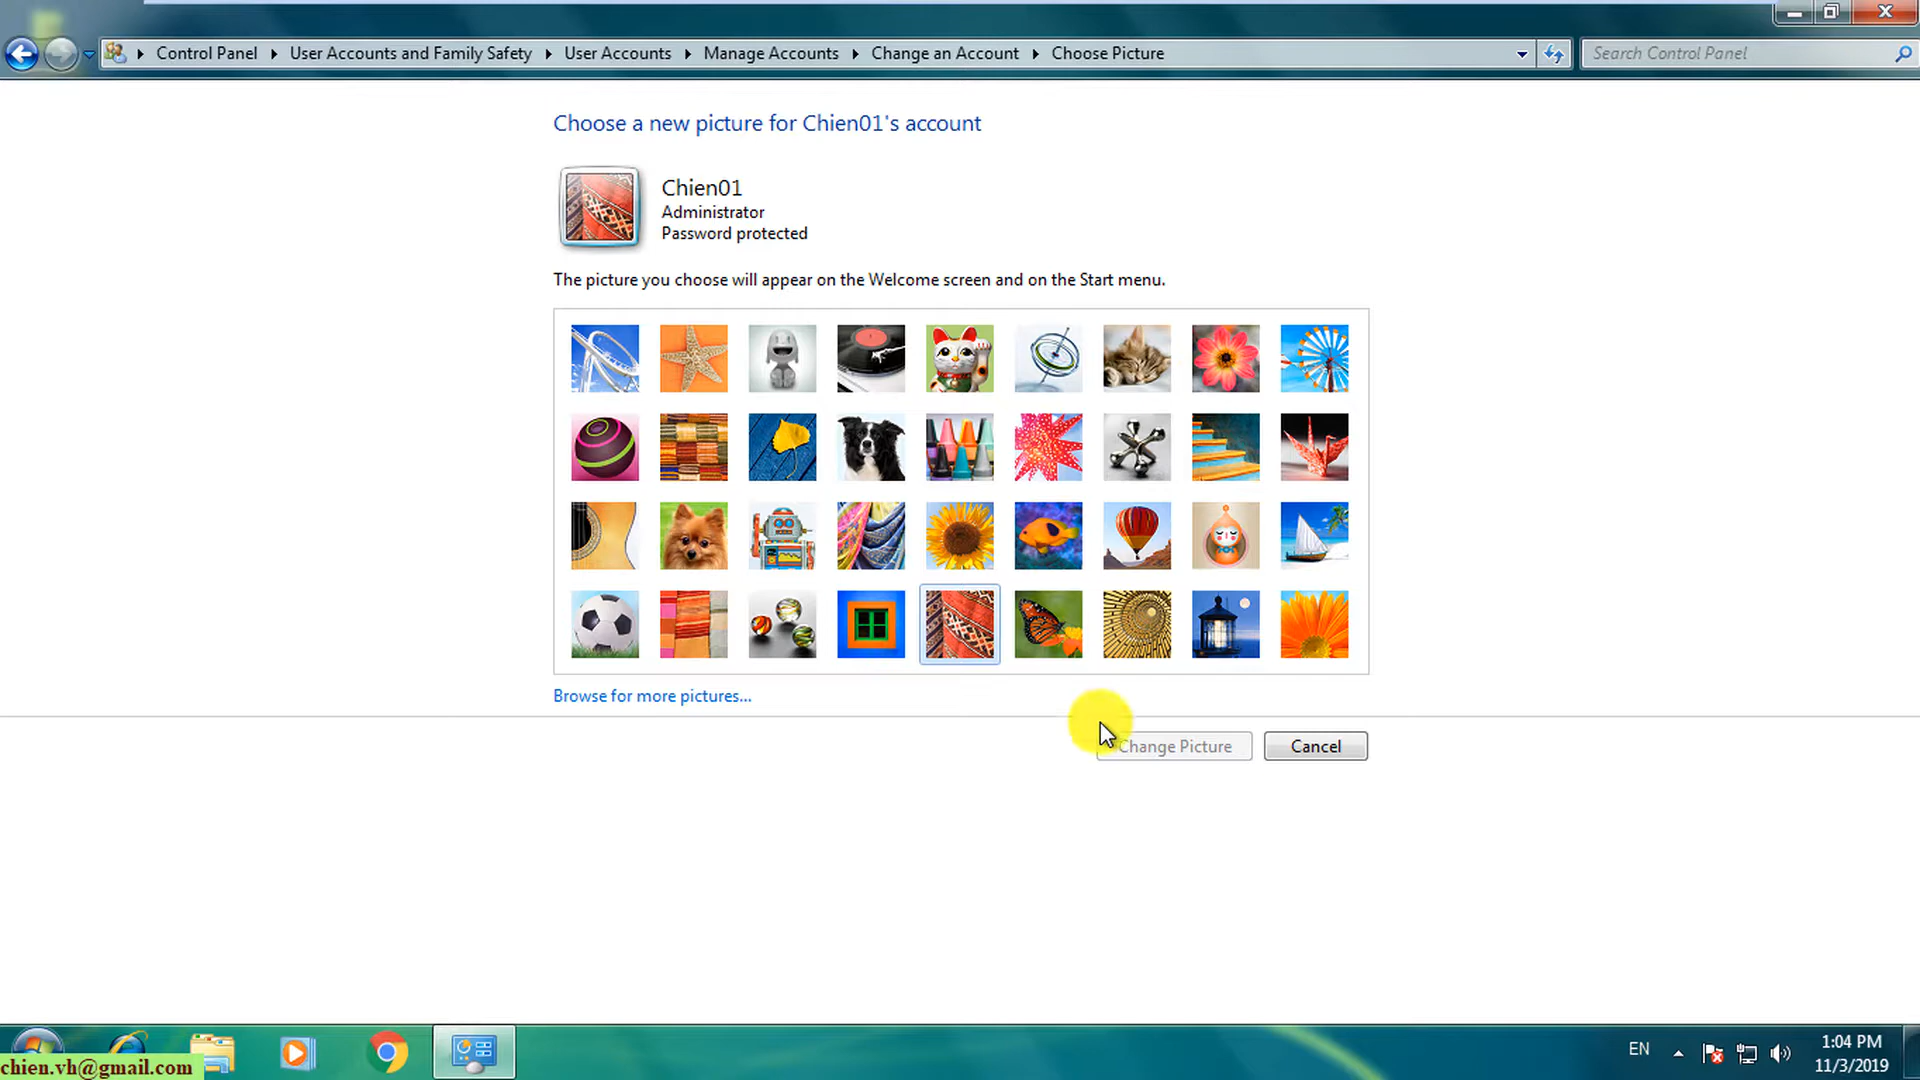 Control Panel User Accounts and Family Safety User Accounts Manage Accounts Change an Account Choose Picture
Search Control Panel
Choose a new picture for Chien01's account
Chien01
Administrator
Password protected
The picture you choose will appear on the Welcome screen and on the Start menu.
Browse for more pictures...
Change Picture
Cancel
chien.vh@gmail.com
EN
1:04 PM
11/3/2019